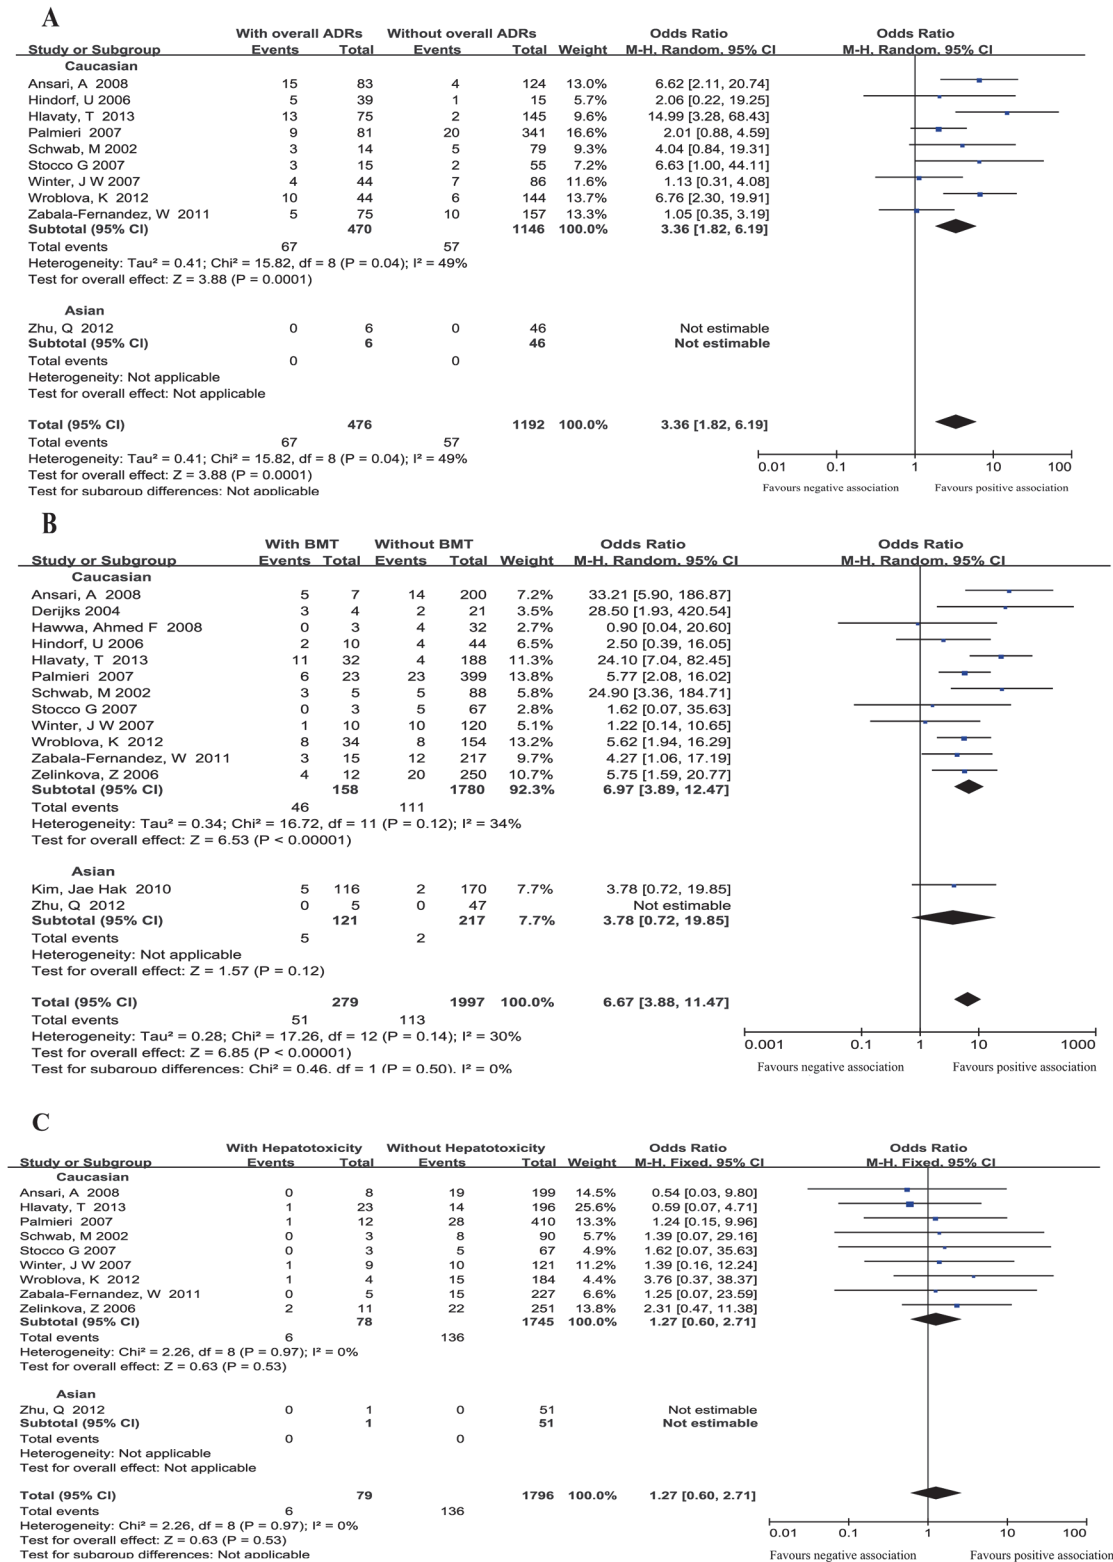 A
With overall ADRs Without overall ADRs Odds Ratio Odds Ratio
Study or Subgroup Events Total Events Total Weight M-H. Random. 95% CI M-H. Random. 95% CI
Caucasian
Ansari, A 2008 15 83 4 124 13.0% 6.62 [2.11, 20.74]
Hindorf, U 2006 5 39 1 15 5.7% 2.06 [0.22, 19.25]
Hlavaty, T 2013 13 75 2 145 9.6% 14.99 [3.28, 68.43]
Palmieri 2007 9 81 20 341 16.6% 2.01 [0.88, 4.59]
Schwab, M 2002 3 14 5 79 9.3% 4.04 [0.84, 19.31]
Stocco G 2007 3 15 2 55 7.2% 6.63 [1.00, 44.11]
Winter, J W 2007 4 44 7 86 11.6% 1.13 [0.31, 4.08]
Wroblova, K 2012 10 44 6 144 13.7% 6.76 [2.30, 19.91]
Zabala-Fernandez, W 2011 5 75 10 157 13.3% 1.05 [0.35, 3.19]
Subtotal (95% CI) 470 1146 100.0% 3.36 [1.82, 6.19]
Total events 67 57
Heterogeneity: Tau² = 0.41; Chi² = 15.82, df = 8 (P = 0.04); I² = 49%
Test for overall effect: Z = 3.88 (P = 0.0001)
Asian
Zhu, Q 2012 0 6 0 46 Not estimable
Subtotal (95% CI) 6 46 Not estimable
Total events 0 0
Heterogeneity: Not applicable
Test for overall effect: Not applicable
Total (95% CI) 476 1192 100.0% 3.36 [1.82, 6.19]
Total events 67 57
Heterogeneity: Tau² = 0.41; Chi² = 15.82, df = 8 (P = 0.04); I² = 49%
Test for overall effect: Z = 3.88 (P = 0.0001)
Test for subgroup differences: Not applicable
0.01 0.1 1 10 100
Favours negative association Favours positive association
B
With BMT Without BMT Odds Ratio Odds Ratio
Study or Subgroup Events Total Events Total Weight M-H. Random. 95% CI M-H. Random. 95% CI
Caucasian
Ansari, A 2008 5 7 14 200 7.2% 33.21 [5.90, 186.87]
Derijks 2004 3 4 2 21 3.5% 28.50 [1.93, 420.54]
Hawwa, Ahmed F 2008 0 3 4 32 2.7% 0.90 [0.04, 20.60]
Hindorf, U 2006 2 10 4 44 6.5% 2.50 [0.39, 16.05]
Hlavaty, T 2013 11 32 4 188 11.3% 24.10 [7.04, 82.45]
Palmieri 2007 6 23 23 399 13.8% 5.77 [2.08, 16.02]
Schwab, M 2002 3 5 5 88 5.8% 24.90 [3.36, 184.71]
Stocco G 2007 0 3 5 67 2.8% 1.62 [0.07, 35.63]
Winter, J W 2007 1 10 10 120 5.1% 1.22 [0.14, 10.65]
Wroblova, K 2012 8 34 8 154 13.2% 5.62 [1.94, 16.29]
Zabala-Fernandez, W 2011 3 15 12 217 9.7% 4.27 [1.06, 17.19]
Zelinkova, Z 2006 4 12 20 250 10.7% 5.75 [1.59, 20.77]
Subtotal (95% CI) 158 1780 92.3% 6.97 [3.89, 12.47]
Total events 46 111
Heterogeneity: Tau² = 0.34; Chi² = 16.72, df = 11 (P = 0.12); I² = 34%
Test for overall effect: Z = 6.53 (P < 0.00001)
Asian
Kim, Jae Hak 2010 5 116 2 170 7.7% 3.78 [0.72, 19.85]
Zhu, Q 2012 0 5 0 47 Not estimable
Subtotal (95% CI) 121 217 7.7% 3.78 [0.72, 19.85]
Total events 5 2
Heterogeneity: Not applicable
Test for overall effect: Z = 1.57 (P = 0.12)
Total (95% CI) 279 1997 100.0% 6.67 [3.88, 11.47]
Total events 51 113
Heterogeneity: Tau² = 0.28; Chi² = 17.26, df = 12 (P = 0.14); I² = 30%
Test for overall effect: Z = 6.85 (P < 0.00001)
Test for subgroup differences: Chi² = 0.46. df = 1 (P = 0.50). I² = 0%
0.001 0.1 1 10 1000
Favours negative association Favours positive association
C
With Hepatotoxicity Without Hepatotoxicity Odds Ratio Odds Ratio
Study or Subgroup Events Total Events Total Weight M-H. Fixed. 95% CI M-H. Fixed. 95% CI
Caucasian
Ansari, A 2008 0 8 19 199 14.5% 0.54 [0.03, 9.80]
Hlavaty, T 2013 1 23 14 196 25.6% 0.59 [0.07, 4.71]
Palmieri 2007 1 12 28 410 13.3% 1.24 [0.15, 9.96]
Schwab, M 2002 0 3 8 90 5.7% 1.39 [0.07, 29.16]
Stocco G 2007 0 3 5 67 4.9% 1.62 [0.07, 35.63]
Winter, J W 2007 1 9 10 121 11.2% 1.39 [0.16, 12.24]
Wroblova, K 2012 1 4 15 184 4.4% 3.76 [0.37, 38.37]
Zabala-Fernandez, W 2011 0 5 15 227 6.6% 1.25 [0.07, 23.59]
Zelinkova, Z 2006 2 11 22 251 13.8% 2.31 [0.47, 11.38]
Subtotal (95% CI) 78 1745 100.0% 1.27 [0.60, 2.71]
Total events 6 136
Heterogeneity: Chi² = 2.26, df = 8 (P = 0.97); I² = 0%
Test for overall effect: Z = 0.63 (P = 0.53)
Asian
Zhu, Q 2012 0 1 0 51 Not estimable
Subtotal (95% CI) 1 51 Not estimable
Total events 0 0
Heterogeneity: Not applicable
Test for overall effect: Not applicable
Total (95% CI) 79 1796 100.0% 1.27 [0.60, 2.71]
Total events 6 136
Heterogeneity: Chi² = 2.26, df = 8 (P = 0.97); I² = 0%
Test for overall effect: Z = 0.63 (P = 0.53)
Test for subgroup differences: Not applicable
0.01 0.1 1 10 100
Favours negative association Favours positive association